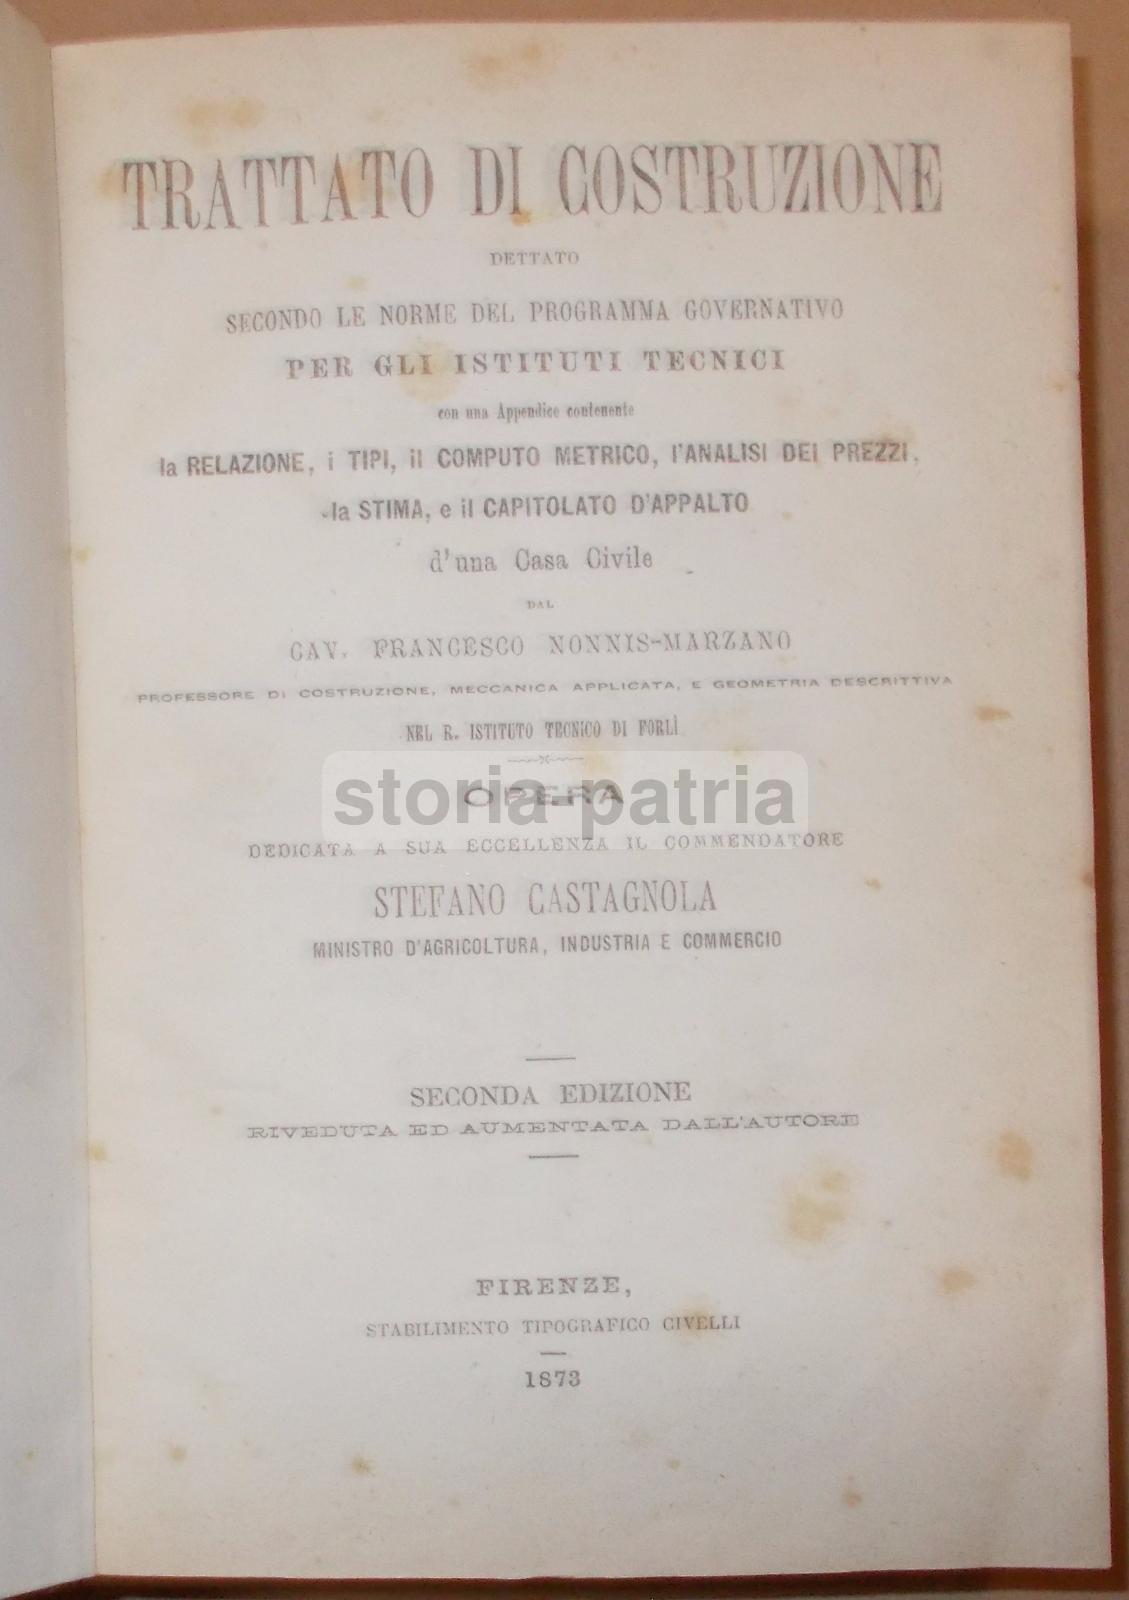 TRATTATO DI COSTRUZIONE
DETTATO
SECONDO LE NORME DEL PROGRAMMA GOVERNATIVO
PER GLI ISTITUTI TECNICI
con una Appendice contenente
la RELAZIONE, i TIPI, il COMPUTO METRICO, l'ANALISI DEI PREZZI,
la STIMA, e il CAPITOLATO D'APPALTO
d'una Casa Civile
DAL
CAV. FRANCESCO NONNIS-MARZANO
PROFESSORE DI COSTRUZIONE, MECCANICA APPLICATA, E GEOMETRIA DESCRITTIVA
NEL R. ISTITUTO TECNICO DI FORLÌ
storia-patria
OPERA
DEDICATA A SUA ECCELLENZA IL COMMENDATORE
STEFANO CASTAGNOLA
MINISTRO D'AGRICOLTURA, INDUSTRIA E COMMERCIO
SECONDA EDIZIONE
RIVEDUTA ED AUMENTATA DALL'AUTORE
FIRENZE,
STABILIMENTO TIPOGRAFICO CIVELLI
1873